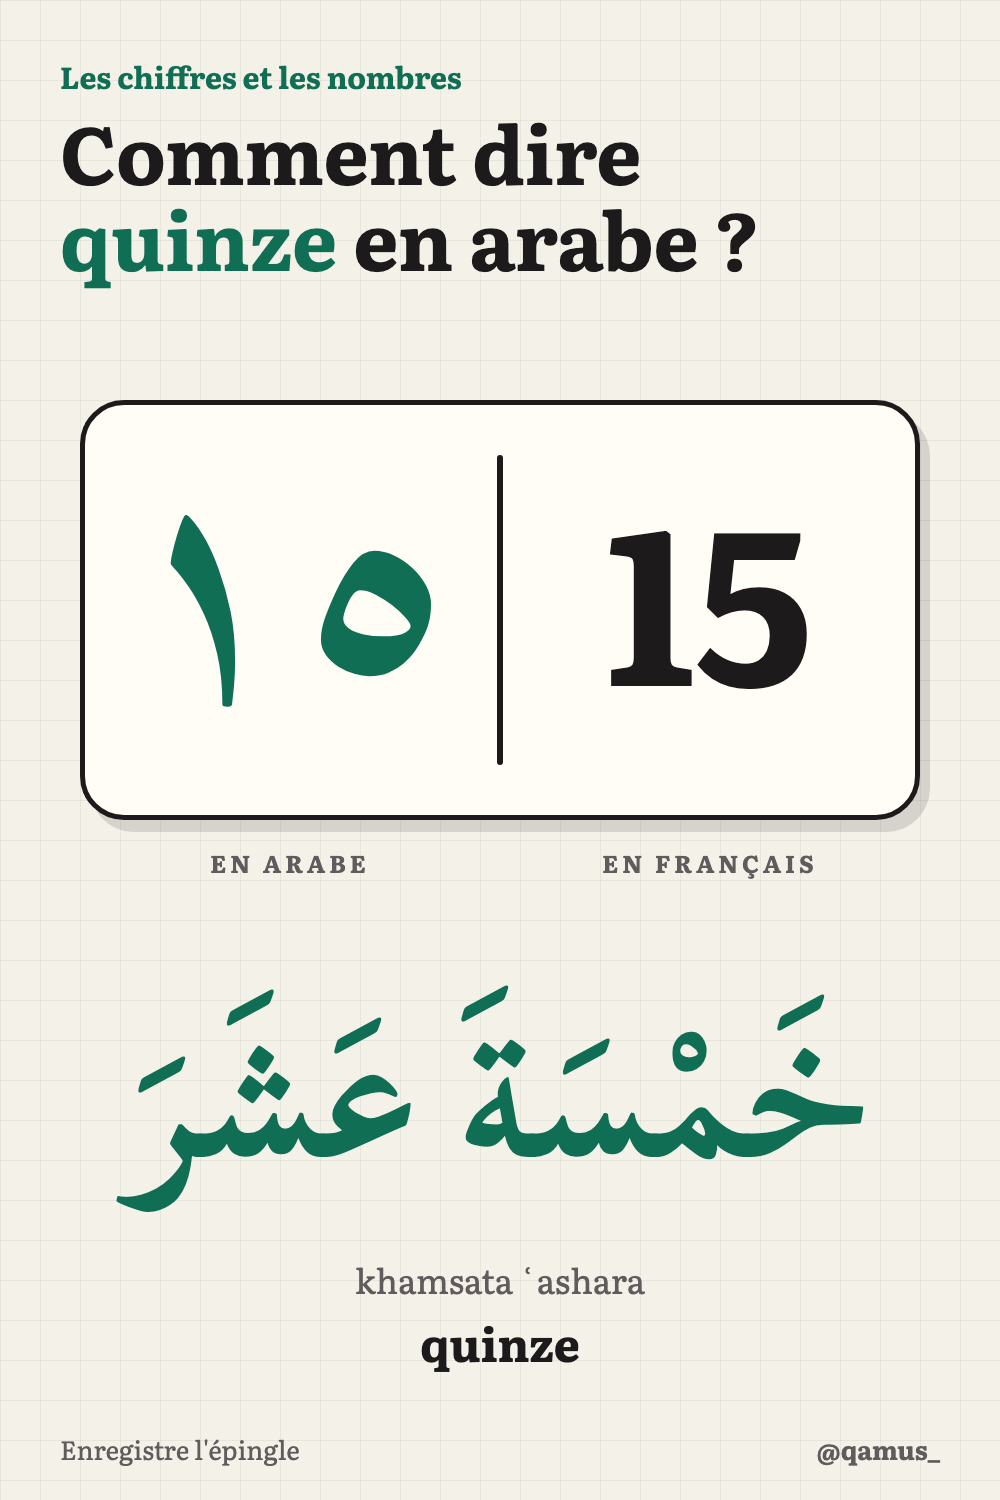 Les chiffres et les nombres
Comment dire
quinze en arabe ?
١٥
15
EN ARABE
EN FRANÇAIS
خَمْسَةَ عَشَرَ
khamsata ʿashara
quinze
Enregistre l'épingle
@qamus_